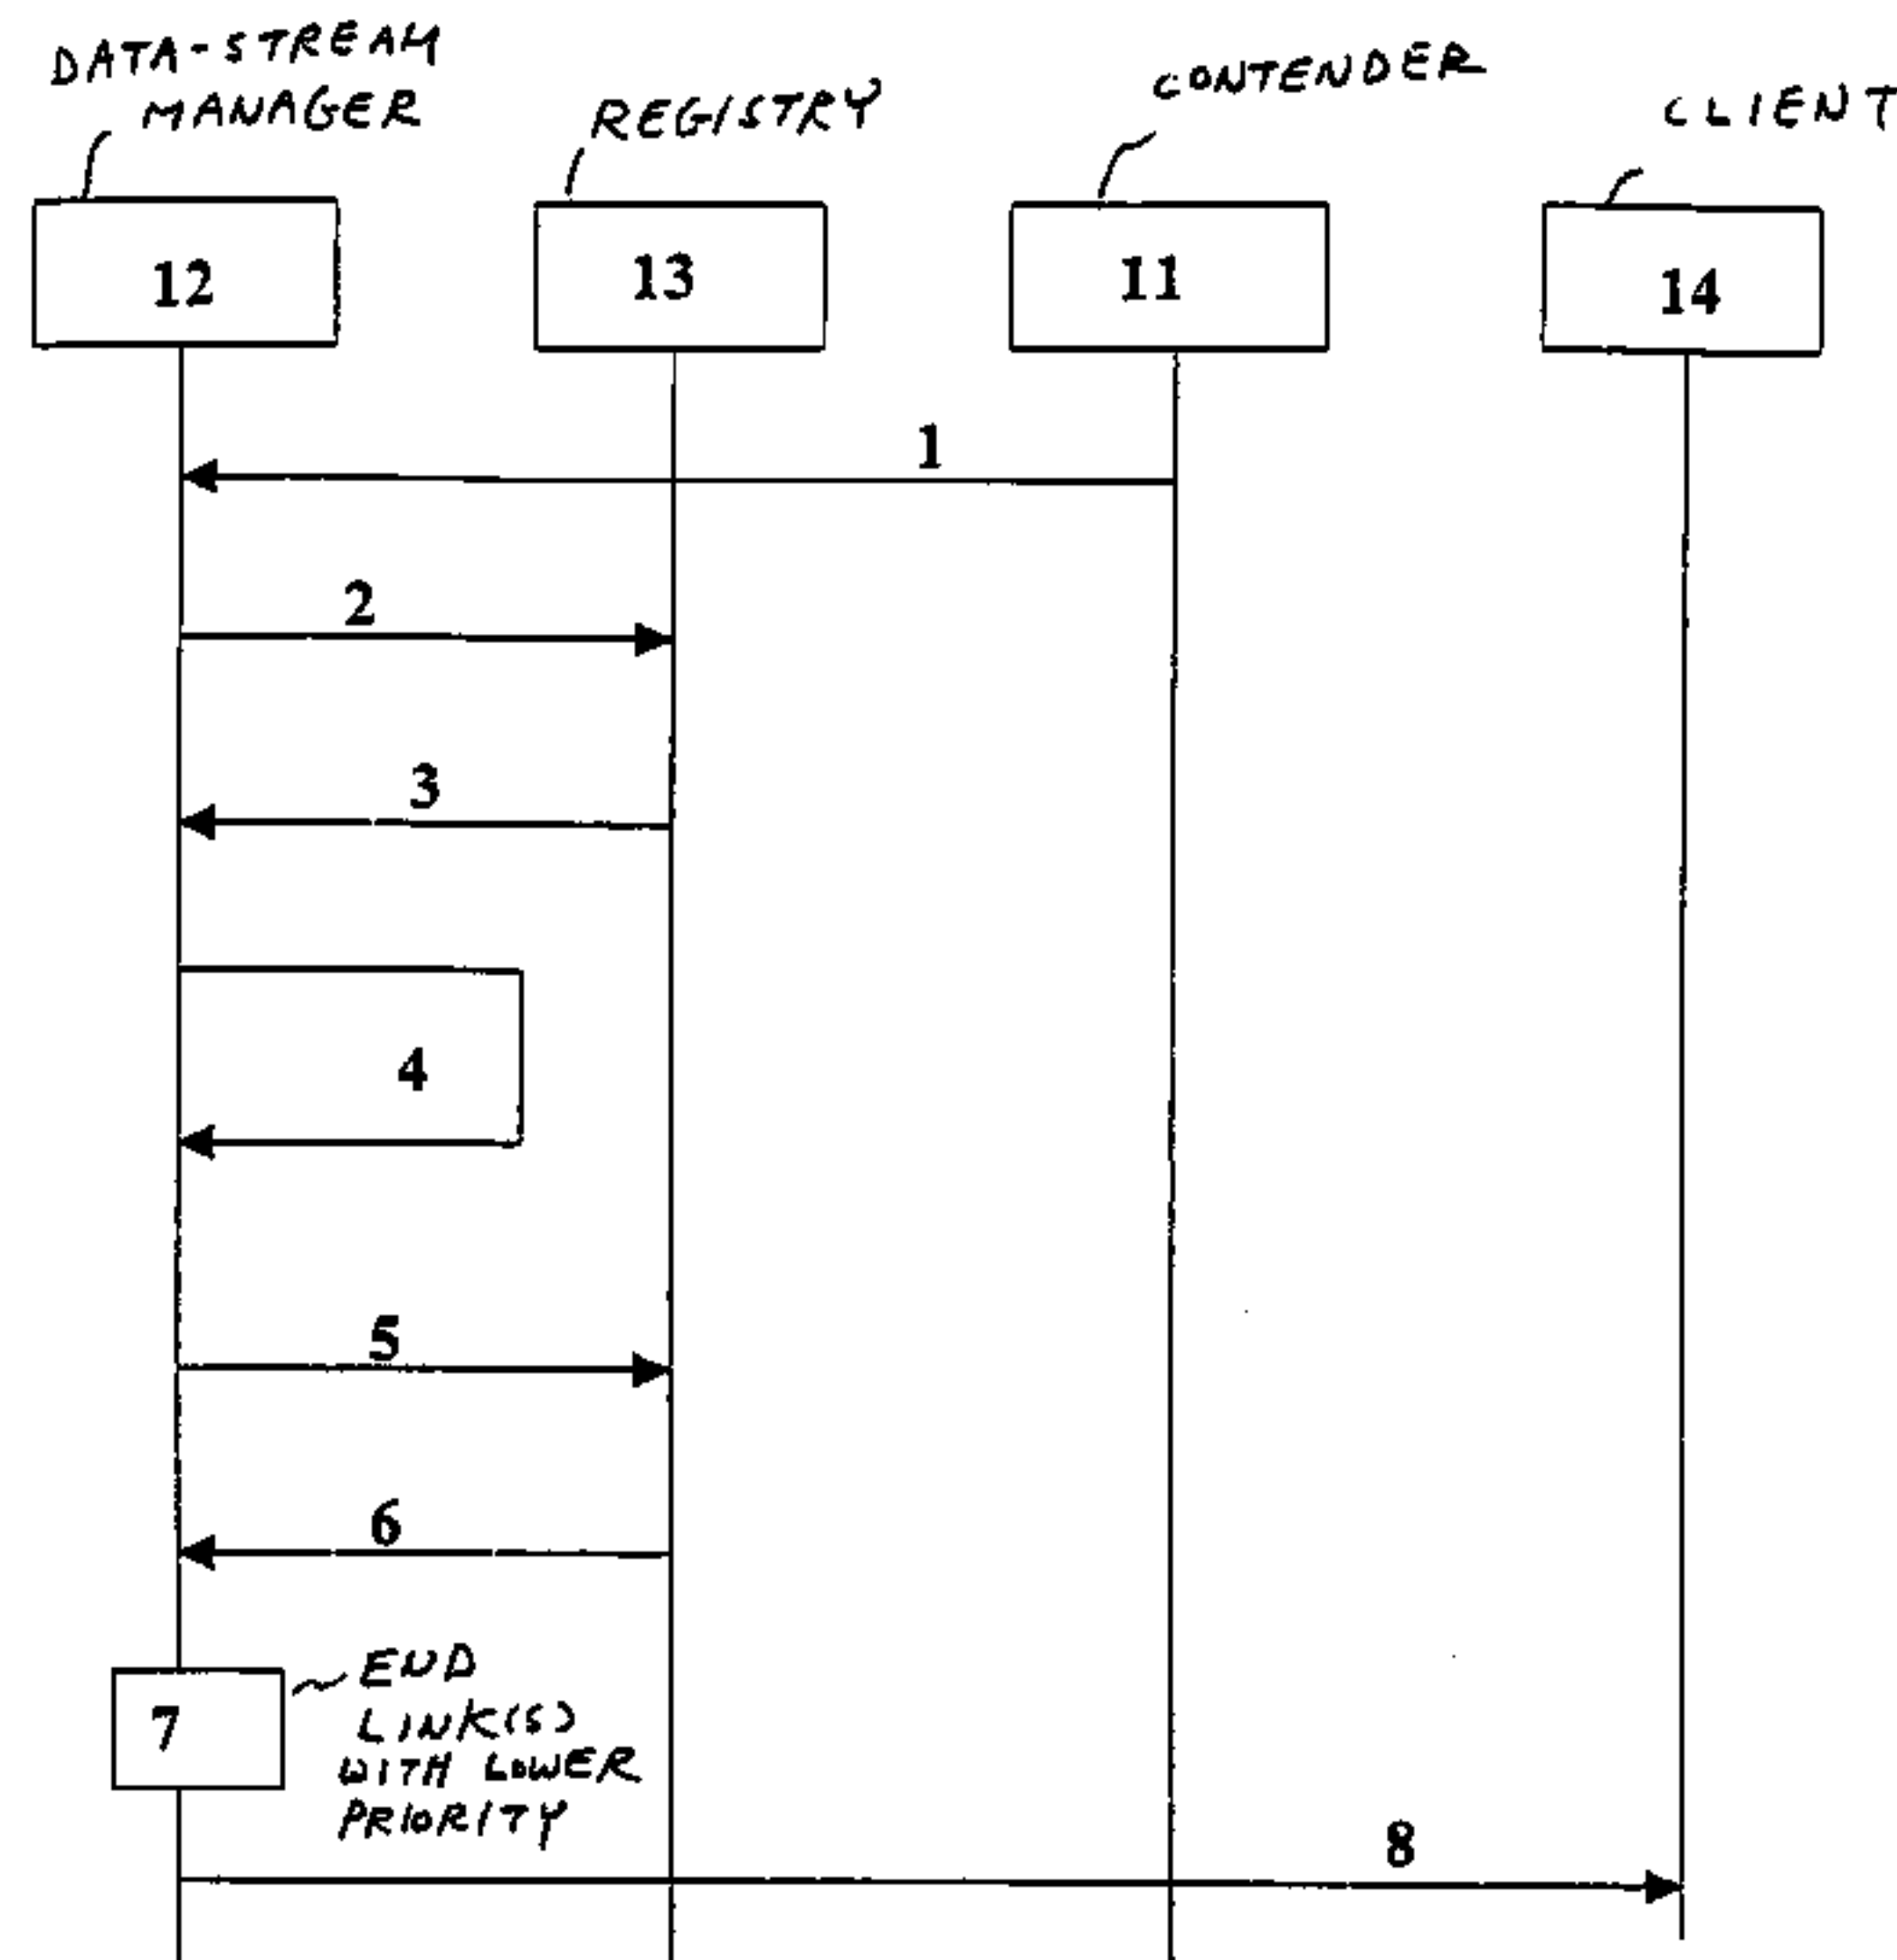 DATA-STREAM
MANAGER
REGISTRY
CONTENDER
CLIENT
12
13
11
14
1
2
3
4
5
6
7
END
LINK(S)
WITH LOWER
PRIORITY
8